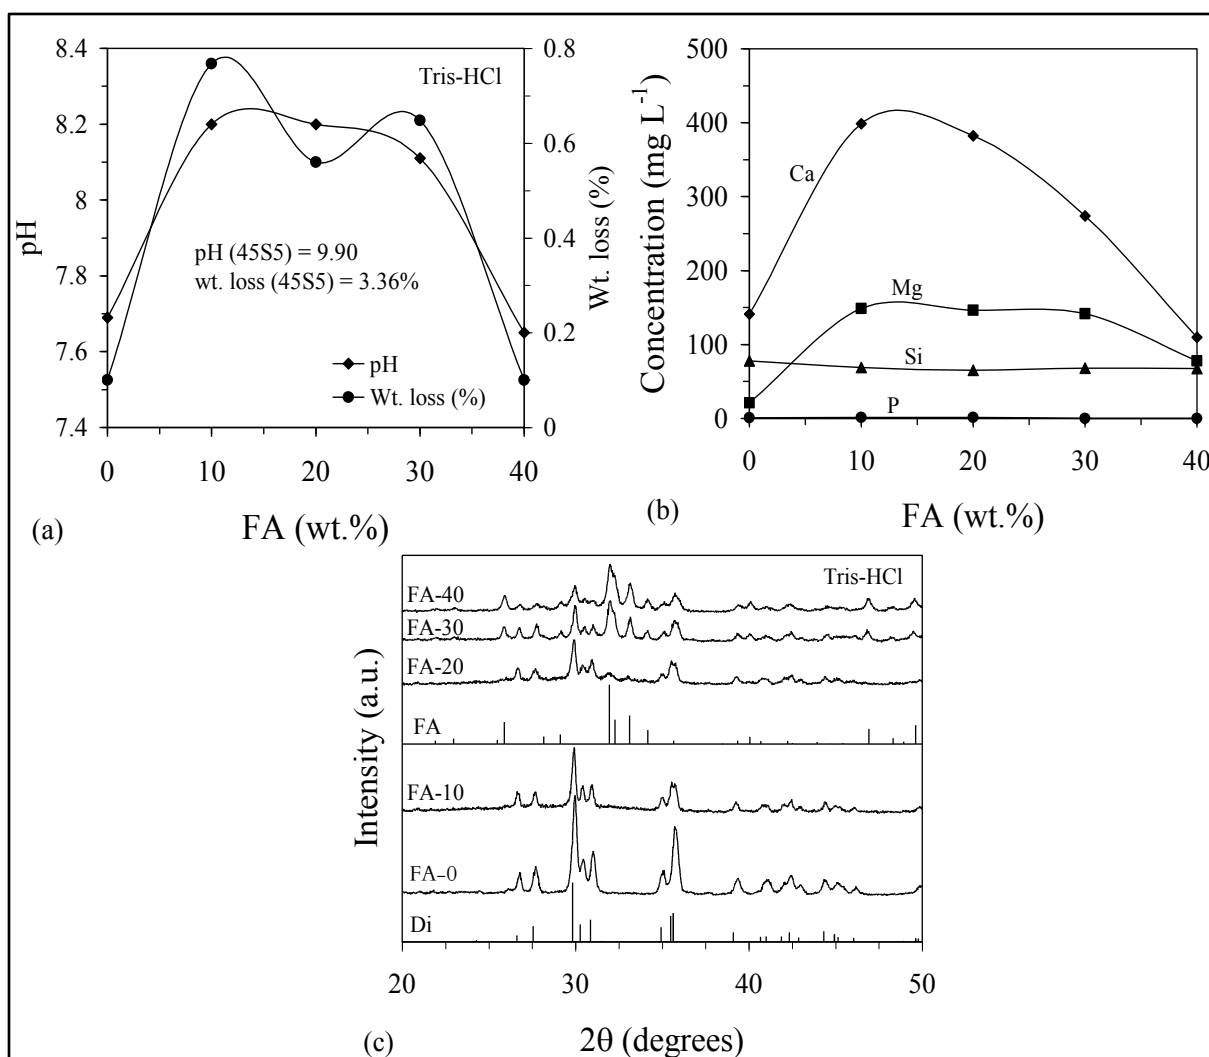 8.4
8.2
8
7.8
7.6
7.4
pH
0.8
0.6
0.4
0.2
0
Wt. loss (%)
Tris-HCl
pH (45S5) = 9.90
wt. loss (45S5) = 3.36%
pH
Wt. loss (%)
0 10 20 30 40
FA (wt.%)
(a)
500
400
300
200
100
0
Concentration (mg L⁻¹)
Ca
Mg
Si
P
0 10 20 30 40
FA (wt.%)
(b)
Tris-HCl
FA-40
FA-30
FA-20
FA
FA-10
FA-0
Di
Intensity (a.u.)
20 30 40 50
2θ (degrees)
(c)